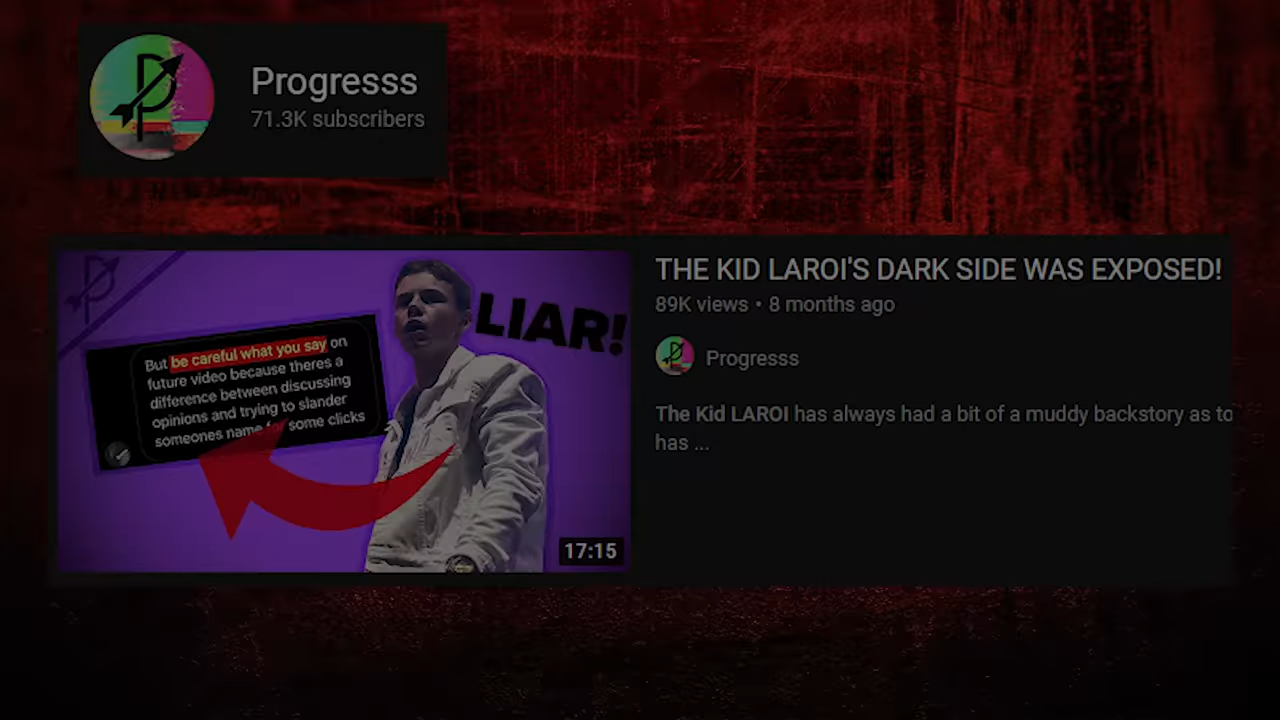 Progresss
71.3K subscribers
THE KID LAROI'S DARK SIDE WAS EXPOSED!
89K views • 8 months ago
Progresss
The Kid LAROI has always had a bit of a muddy backstory as to
has ...
LIAR!
But be careful what you say on
future video because theres a
difference between discussing
opinions and trying to slander
someones name some clicks
17:15